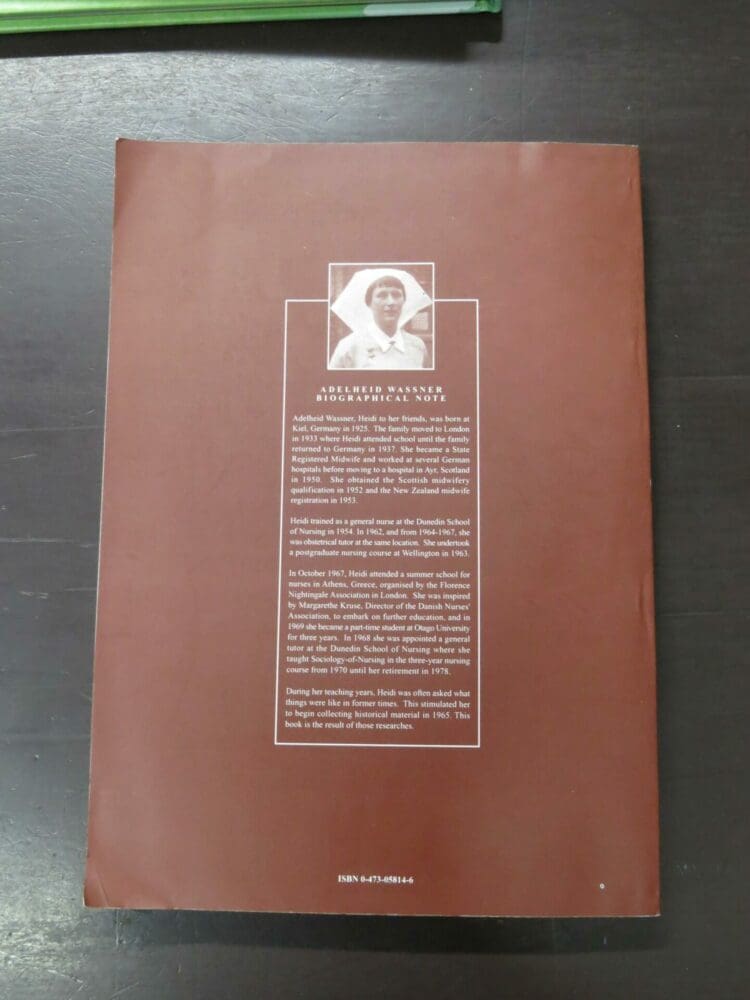 ADELHEID WASSNER
BIOGRAPHICAL NOTE
Adelheid Wassner, Heidi to her friends, was born at
Kiel, Germany in 1925. The family moved to London
in 1933 where Heidi attended school until the family
returned to Germany in 1937. She became a State
Registered Midwife and worked at several German
hospitals before moving to a hospital in Ayr, Scotland
in 1950. She obtained the Scottish midwifery
qualification in 1952 and the New Zealand midwife
registration in 1953.
Heidi trained as a general nurse at the Dunedin School
of Nursing in 1954. In 1962, and from 1964-1967, she
was obstetrical tutor at the same location. She undertook
a postgraduate nursing course at Wellington in 1963.
In October 1967, Heidi attended a summer school for
nurses in Athens, Greece, organised by the Florence
Nightingale Association in London. She was inspired
by Margarethe Kruse, Director of the Danish Nurses'
Association, to embark on further education, and in
1969 she became a part-time student at Otago University
for three years. In 1968 she was appointed a general
tutor at the Dunedin School of Nursing where she
taught Sociology-of-Nursing in the three-year nursing
course from 1970 until her retirement in 1978.
During her teaching years, Heidi was often asked what
things were like in former times. This stimulated her
to begin collecting historical material in 1965. This
book is the result of those researches.
ISBN 0-473-05814-6